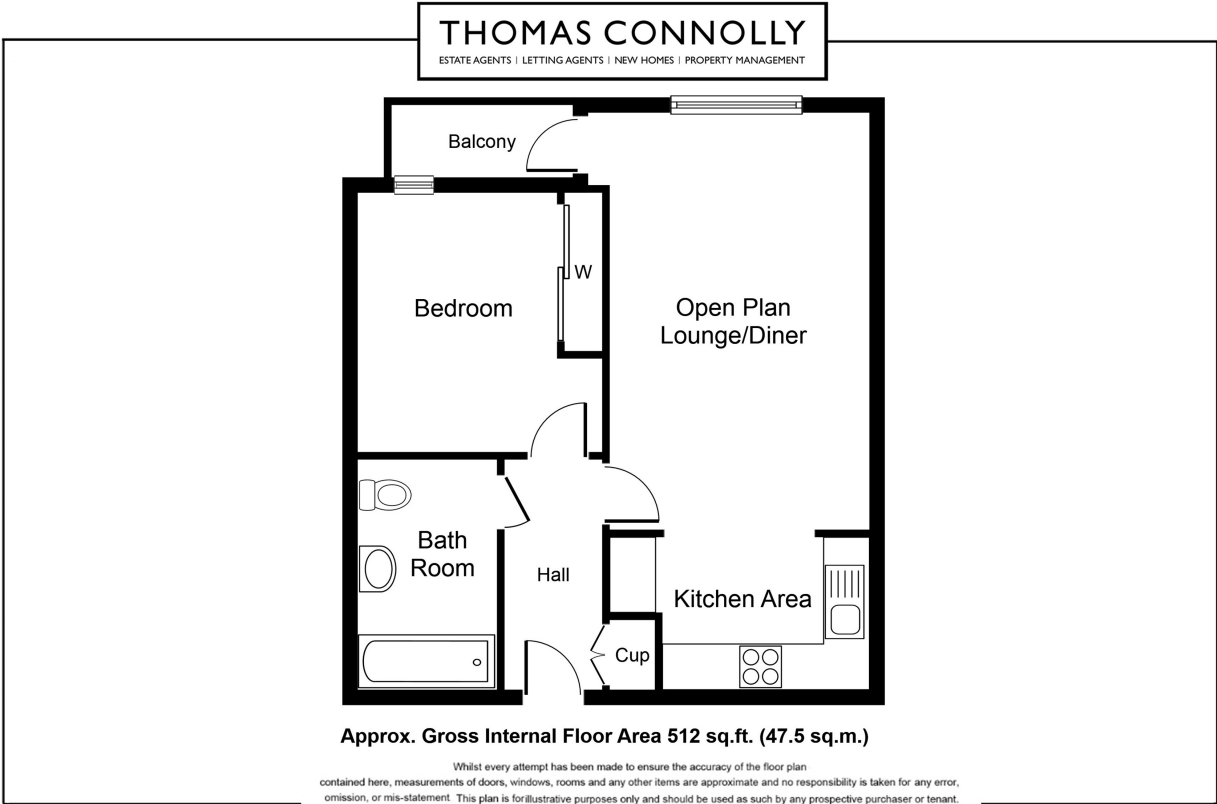 THOMAS CONNOLLY
ESTATE AGENTS | LETTING AGENTS | NEW HOMES | PROPERTY MANAGEMENT
Balcony
W
Bedroom
Open Plan
Lounge/Diner
Bath
Room
Hall
Kitchen Area
Cup
Approx. Gross Internal Floor Area 512 sq.ft. (47.5 sq.m.)
Whilst every attempt has been made to ensure the accuracy of the floor plan
contained here, measurements of doors, windows, rooms and any other items are approximate and no responsibility is taken for any error,
omission, or mis-statement This plan is for illustrative purposes only and should be used as such by any prospective purchaser or tenant.